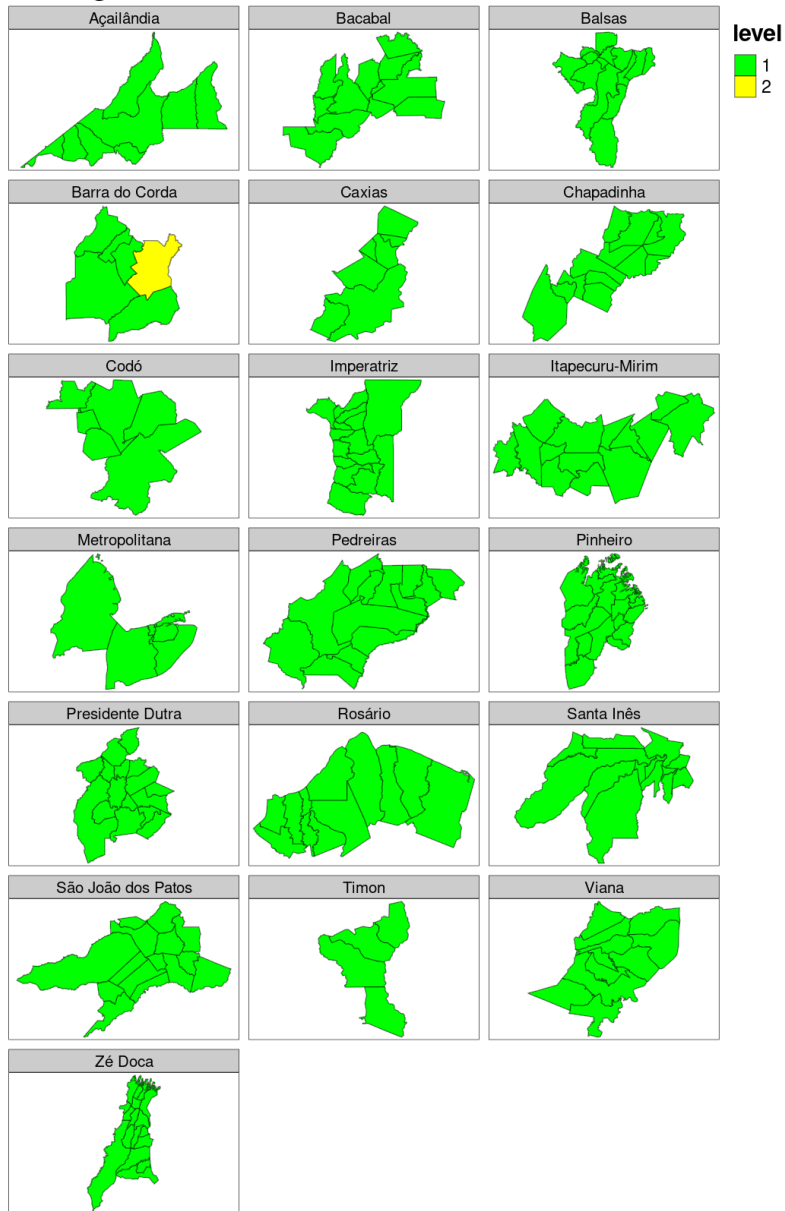 Açailândia
Bacabal
Balsas
level
1
2
Barra do Corda
Caxias
Chapadinha
Codó
Imperatriz
Itapecuru-Mirim
Metropolitana
Pedreiras
Pinheiro
Presidente Dutra
Rosário
Santa Inês
São João dos Patos
Timon
Viana
Zé Doca